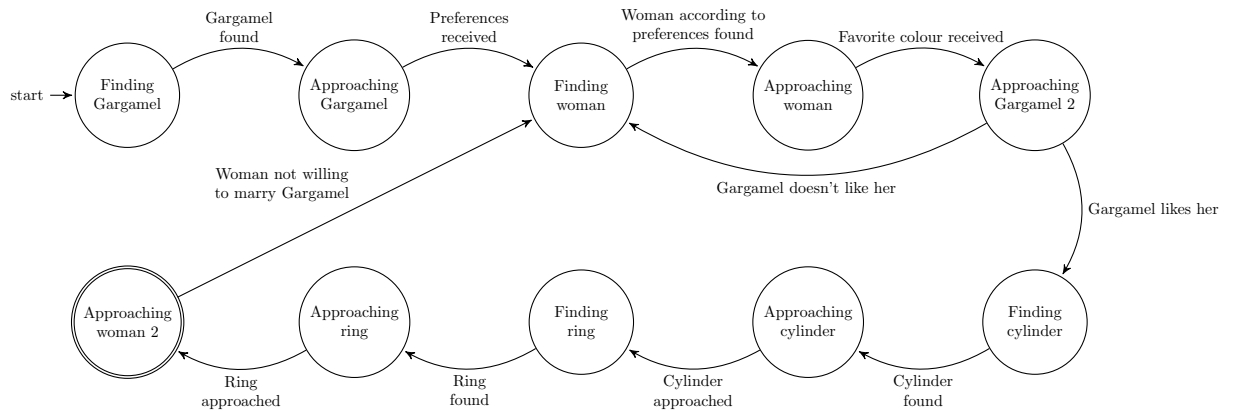 Gargamel
found
Preferences
received
Woman according to
preferences found
Favorite colour received
start
Finding
Gargamel
Approaching
Gargamel
Finding
woman
Approaching
woman
Approaching
Gargamel 2
Woman not willing
to marry Gargamel
Gargamel doesn't like her
Gargamel likes her
Approaching
woman 2
Approaching
ring
Finding
ring
Approaching
cylinder
Finding
cylinder
Ring
approached
Ring
found
Cylinder
approached
Cylinder
found